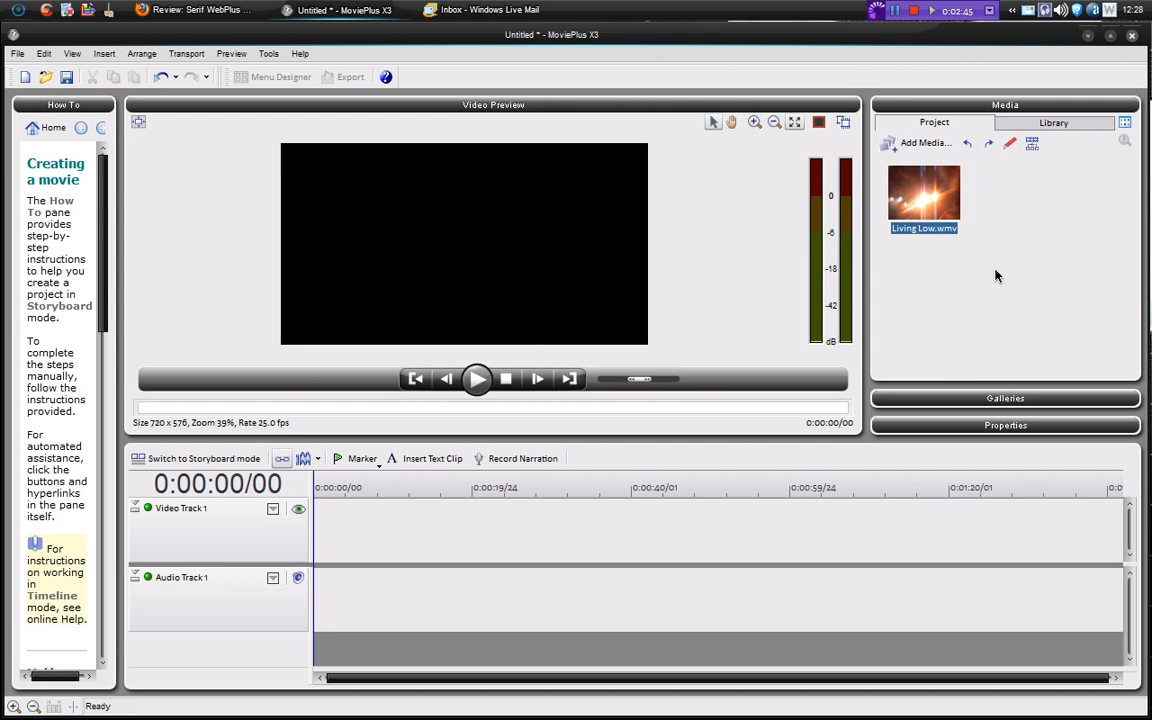 Review: Serif WebPlus ...
Untitled * - MoviePlus X3
Inbox - Windows Live Mail
0:02:45
12:28
Untitled * - MoviePlus X3
File Edit View Insert Arrange Transport Preview Tools Help
Menu Designer Export
How To
Home
Creating
a movie
The How
To pane
provides
step-by-
step
instructions
to help you
create a
project in
Storyboard
mode.
To
complete
the steps
manually,
follow the
instructions
provided.
For
automated
assistance,
click the
buttons and
hyperlinks
in the pane
itself.
For
instructions
on working
in
Timeline
mode, see
online Help.
Video Preview
0
-6
-18
-42
dB
Size 720 x 576, Zoom 39%, Rate 25.0 fps
0:00:00/00
Media
Project Library
Add Media...
Living Low.wmv
Galleries
Properties
Switch to Storyboard mode Marker Insert Text Clip Record Narration
0:00:00/00
0:00:00/00 0:00:19/24 0:00:40/01 0:00:59/24 0:01:20/01
Video Track1
Audio Track1
Ready